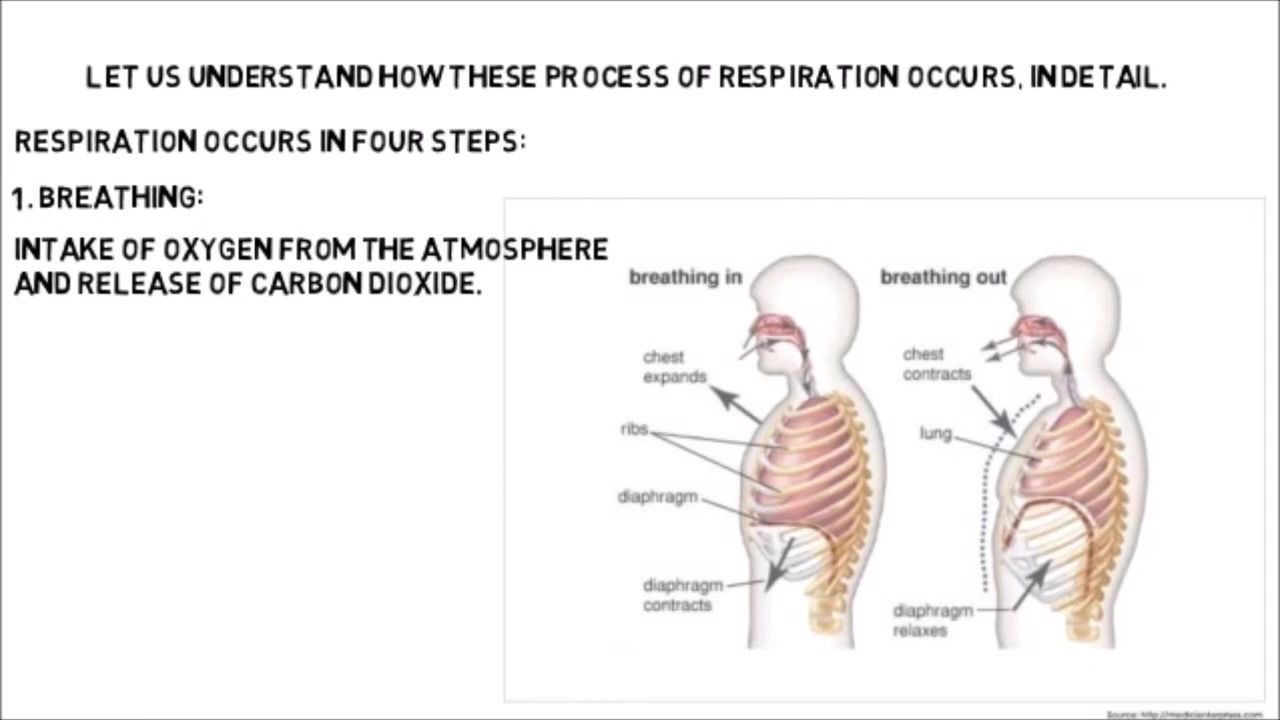 LET US UNDERSTAND HOW THESE PROCESS OF RESPIRATION OCCURS, IN DETAIL.
RESPIRATION OCCURS IN FOUR STEPS:
1. BREATHING:
INTAKE OF OXYGEN FROM THE ATMOSPHERE
AND RELEASE OF CARBON DIOXIDE.
breathing in
chest
expands
ribs
diaphragm
diaphragm
contracts
breathing out
chest
contracts
lung
diaphragm
relaxes
Source: